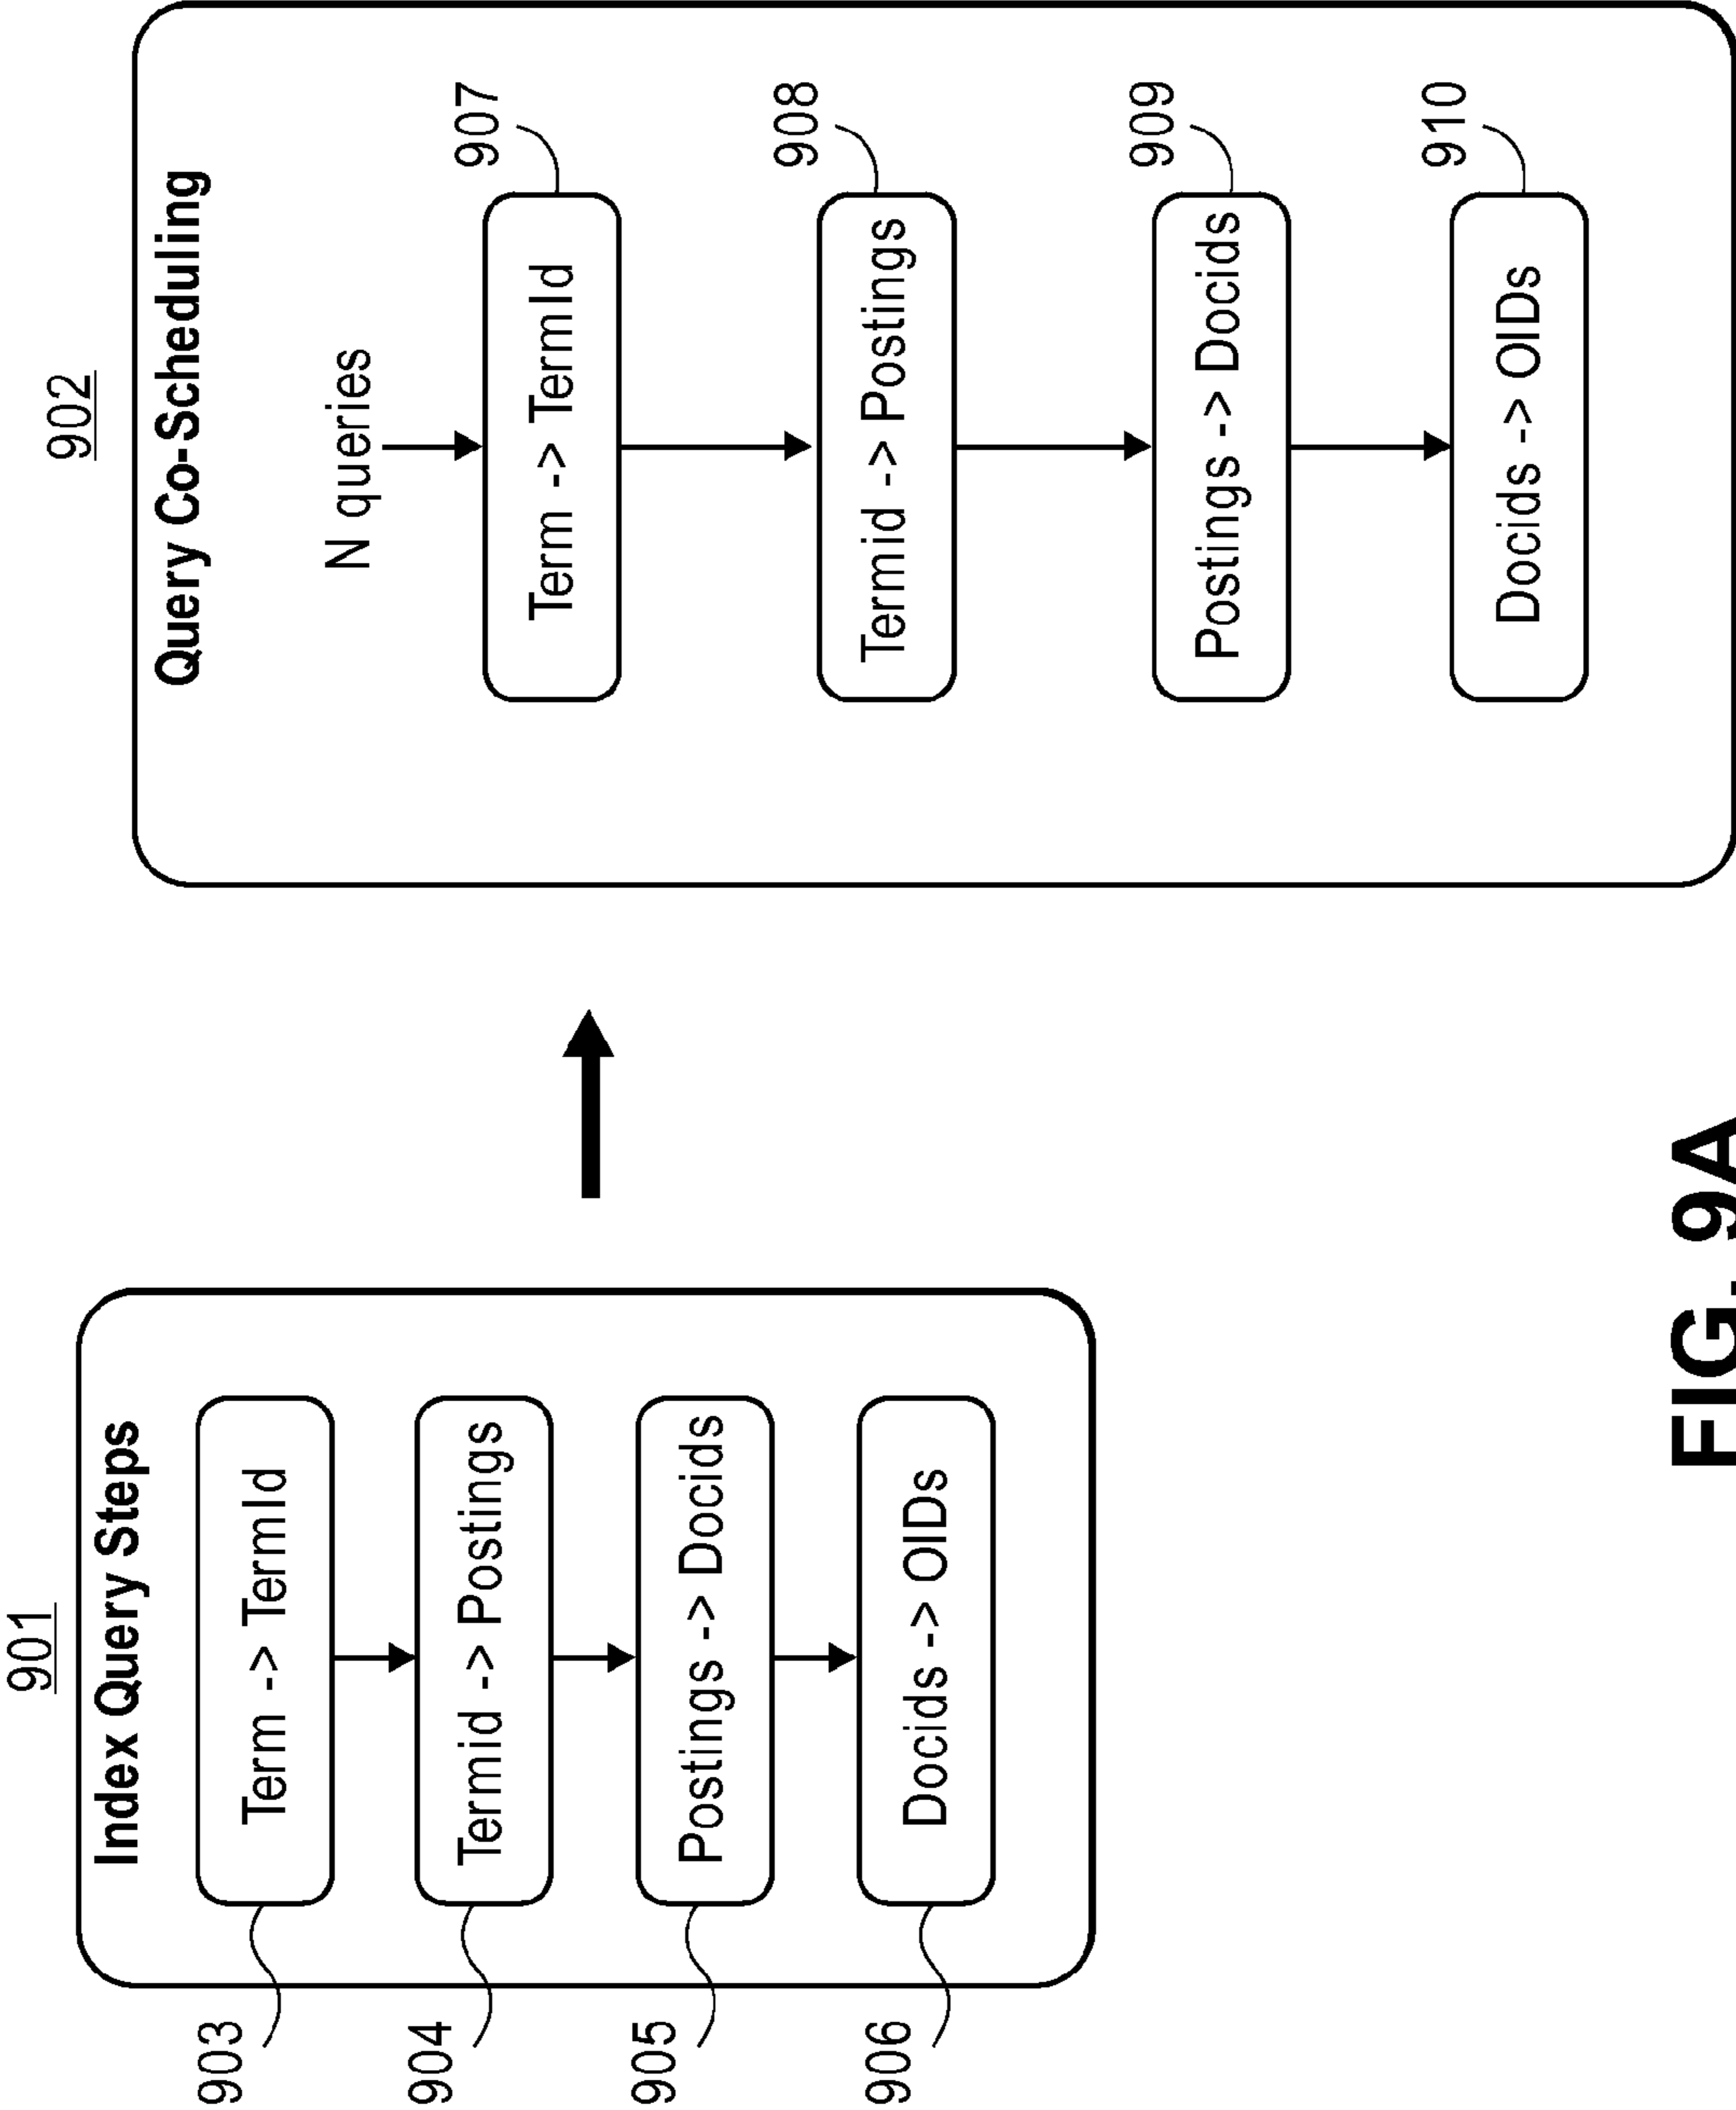 901
Index Query Steps
903
Term -> TermId
904
Termid -> Postings
905
Postings -> Docids
906
Docids -> OIDs
902
Query Co-Scheduling
N queries
907
Term -> TermId
908
Termid -> Postings
909
Postings -> Docids
910
Docids -> OIDs
FIG. 9A